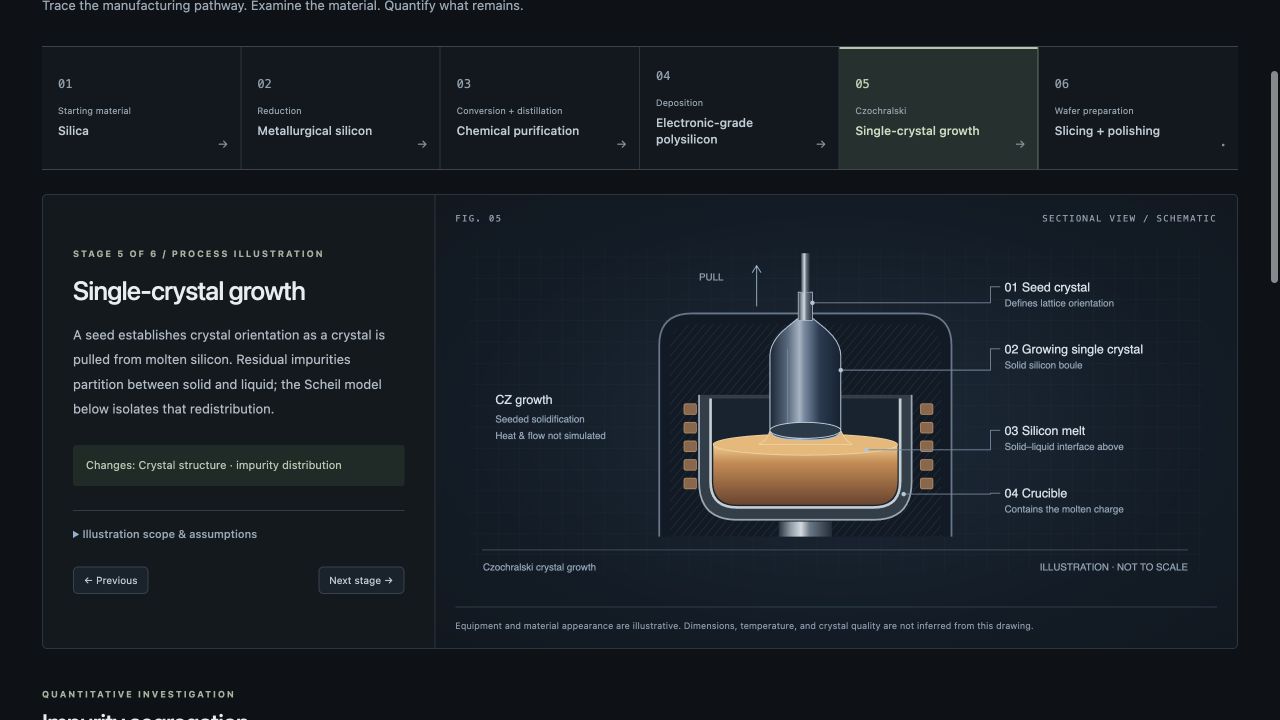 Trace the manufacturing pathway. Examine the material. Quantify what remains.
01
Starting material
Silica
→
02
Reduction
Metallurgical silicon
→
03
Conversion + distillation
Chemical purification
→
04
Deposition
Electronic-grade
polysilicon
→
05
Czochralski
Single-crystal growth
→
06
Wafer preparation
Slicing + polishing
·
STAGE 5 OF 6 / PROCESS ILLUSTRATION
Single-crystal growth
A seed establishes crystal orientation as a crystal is
pulled from molten silicon. Residual impurities
partition between solid and liquid; the Scheil model
below isolates that redistribution.
Changes: Crystal structure · impurity distribution
Illustration scope & assumptions
← Previous
Next stage →
FIG. 05
SECTIONAL VIEW / SCHEMATIC
PULL
CZ growth
Seeded solidification
Heat & flow not simulated
01 Seed crystal
Defines lattice orientation
02 Growing single crystal
Solid silicon boule
03 Silicon melt
Solid–liquid interface above
04 Crucible
Contains the molten charge
Czochralski crystal growth
ILLUSTRATION · NOT TO SCALE
Equipment and material appearance are illustrative. Dimensions, temperature, and crystal quality are not inferred from this drawing.
QUANTITATIVE INVESTIGATION
Impurity segregation